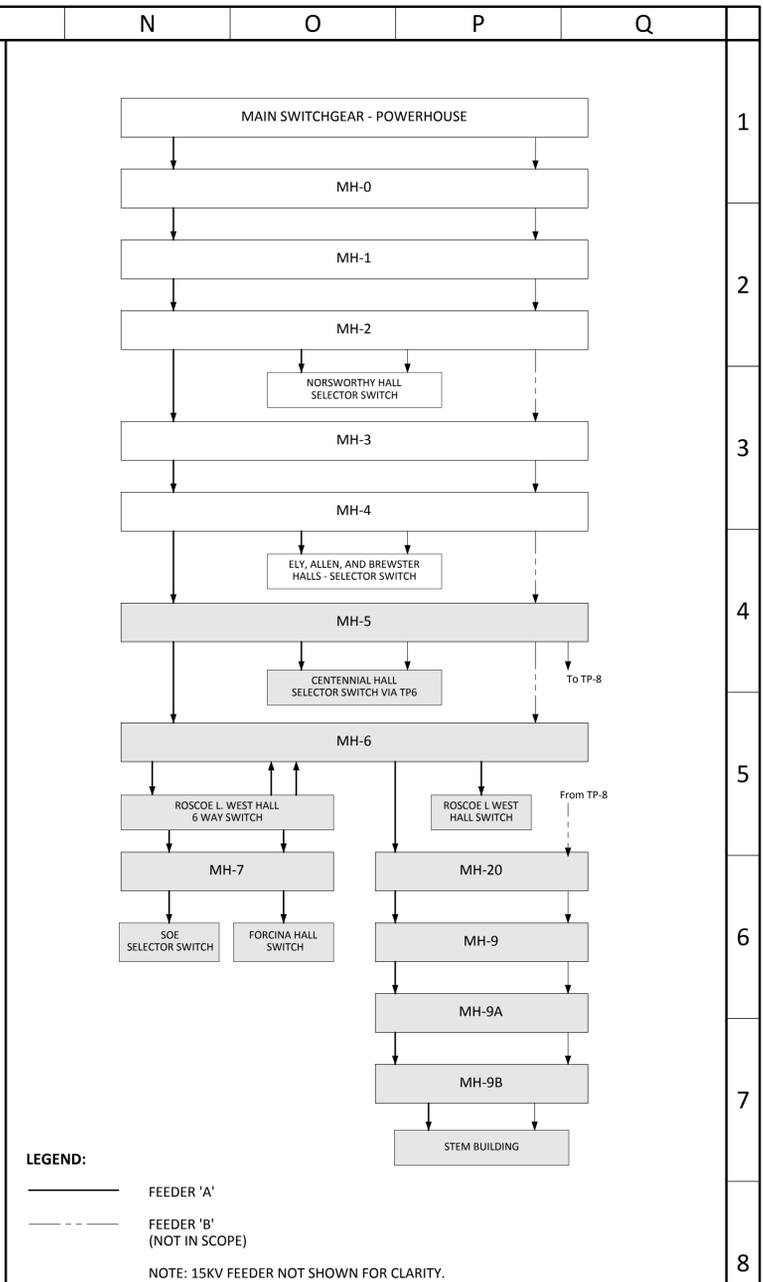 N O P Q
1
MAIN SWITCHGEAR - POWERHOUSE
MH-0
MH-1
2
MH-2
NORSWORTHY HALL
SELECTOR SWITCH
3
MH-3
MH-4
ELY, ALLEN, AND BREWSTER
HALLS - SELECTOR SWITCH
4
MH-5
CENTENNIAL HALL
SELECTOR SWITCH VIA TP6
To TP-8
MH-6
5
ROSCOE L. WEST HALL
6 WAY SWITCH
ROSCOE L WEST
HALL SWITCH
From TP-8
MH-7
MH-20
SOE
SELECTOR SWITCH
FORCINA HALL
SWITCH
MH-9
6
MH-9A
MH-9B
7
STEM BUILDING
LEGEND:
FEEDER 'A'
FEEDER 'B'
(NOT IN SCOPE)
8
NOTE: 15KV FEEDER NOT SHOWN FOR CLARITY.